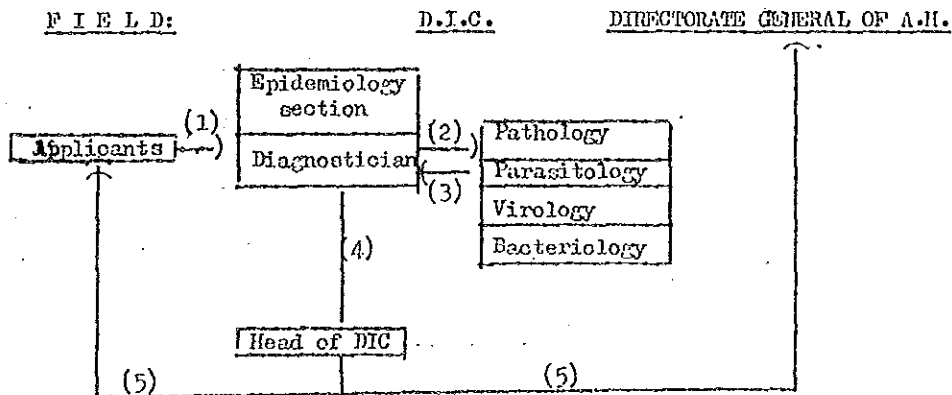 F I E L D:
D.I.C.
DIRECTORATE GENERAL OF A.H.
Epidemiology
section
(1)
Applicants
Diagnostician
(2)
(3)
Pathology
Parasitology
Virology
Bacteriology
(4)
Head of DIC
(5)
(5)